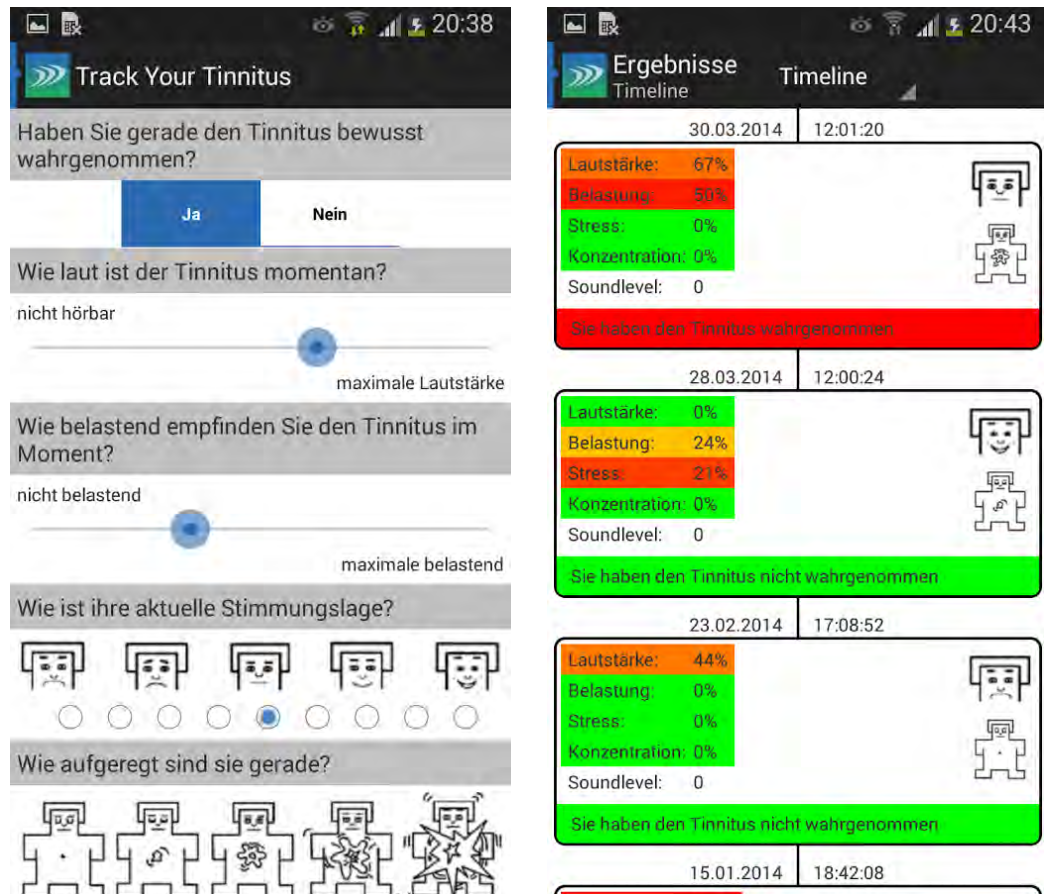 20:38
Track Your Tinnitus
Haben Sie gerade den Tinnitus bewusst
wahrgenommen?
Ja
Nein
Wie laut ist der Tinnitus momentan?
nicht hörbar
maximale Lautstärke
Wie belastend empfinden Sie den Tinnitus im
Moment?
nicht belastend
maximale belastend
Wie ist ihre aktuelle Stimmungslage?
Wie aufgeregt sind sie gerade?
20:43
Ergebnisse
Timeline
Timeline
30.03.2014 12:01:20
Lautstärke: 67%
Belastung: 50%
Stress: 0%
Konzentration: 0%
Soundlevel: 0
Sie haben den Tinnitus wahrgenommen
28.03.2014 12:00:24
Lautstärke: 0%
Belastung: 24%
Stress: 21%
Konzentration: 0%
Soundlevel: 0
Sie haben den Tinnitus nicht wahrgenommen
23.02.2014 17:08:52
Lautstärke: 44%
Belastung: 0%
Stress: 0%
Konzentration: 0%
Soundlevel: 0
Sie haben den Tinnitus nicht wahrgenommen
15.01.2014 18:42:08